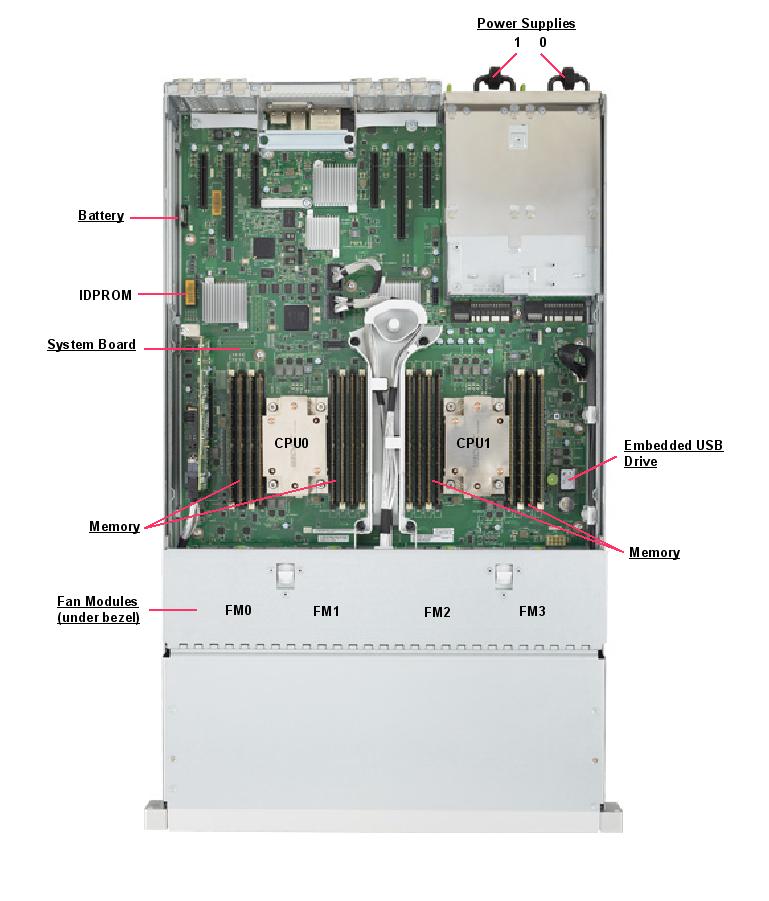 Power Supplies
1 0
Battery
IDPROM
System Board
CPU0
CPU1
Embedded USB
Drive
Memory
Memory
Fan Modules
(under bezel)
FM0
FM1
FM2
FM3